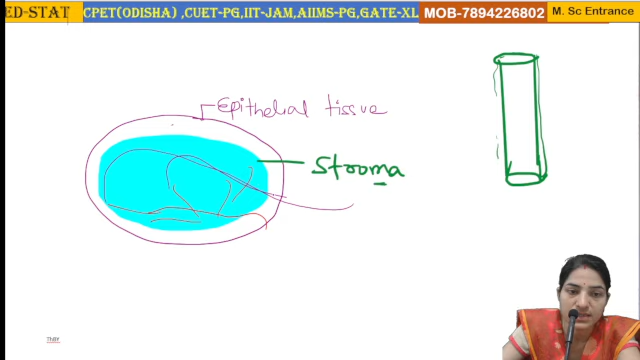 ED-STAT CPET(ODISHA) ,CUET-PG,IIT-JAM,AIIMS-PG,GATE-XL MOB-7894226802 M. Sc Entrance
Epithelial tissue
Stroma